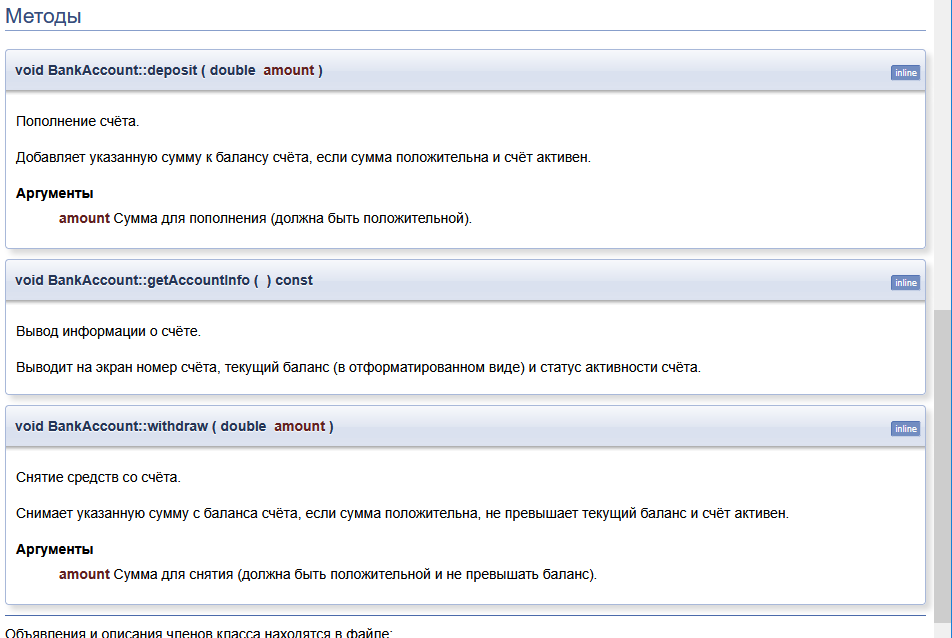 Методы
void BankAccount::deposit ( double amount )
inline
Пополнение счёта.
Добавляет указанную сумму к балансу счёта, если сумма положительна и счёт активен.
Аргументы
amount Сумма для пополнения (должна быть положительной).
void BankAccount::getAccountInfo ( ) const
inline
Вывод информации о счёте.
Выводит на экран номер счёта, текущий баланс (в отформатированном виде) и статус активности счёта.
void BankAccount::withdraw ( double amount )
inline
Снятие средств со счёта.
Снимает указанную сумму с баланса счёта, если сумма положительна, не превышает текущий баланс и счёт активен.
Аргументы
amount Сумма для снятия (должна быть положительной и не превышать баланс).
Объявления и описания членов класса находятся в файле: